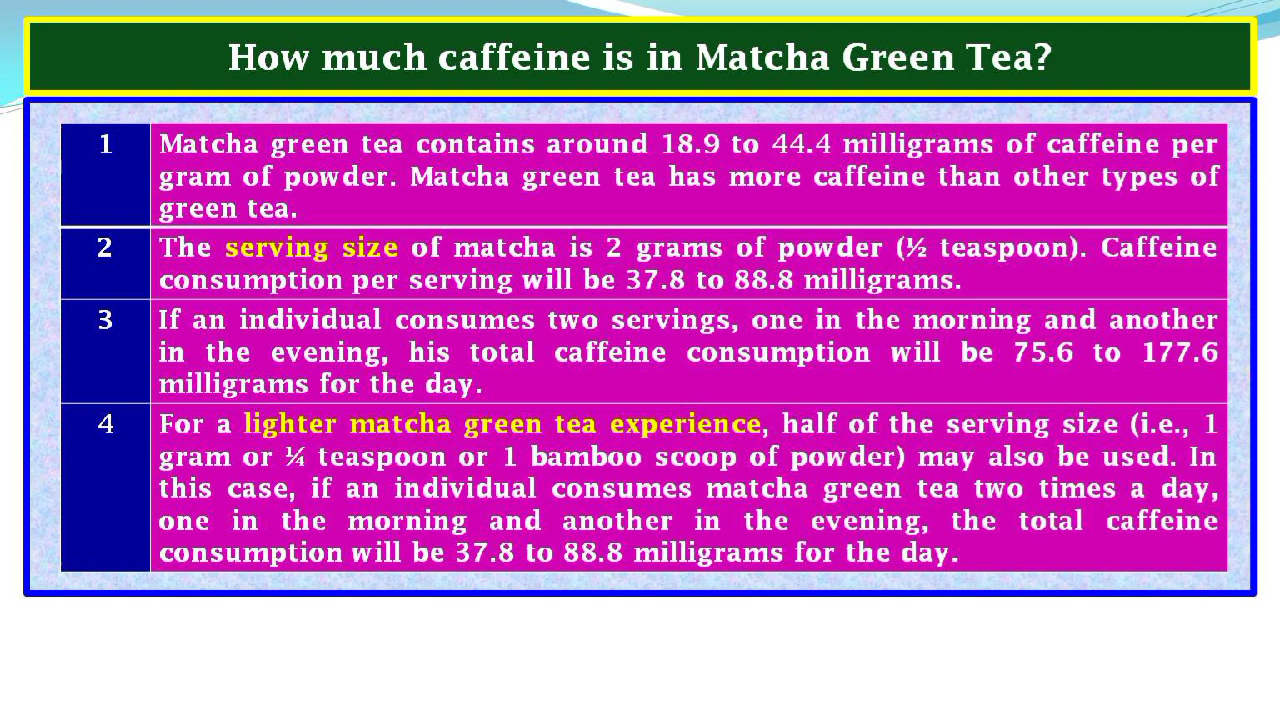 How much caffeine is in Matcha Green Tea?
1
Matcha green tea contains around 18.9 to 44.4 milligrams of caffeine per
gram of powder. Matcha green tea has more caffeine than other types of
green tea.
2
The serving size of matcha is 2 grams of powder (½ teaspoon). Caffeine
consumption per serving will be 37.8 to 88.8 milligrams.
3
If an individual consumes two servings, one in the morning and another
in the evening, his total caffeine consumption will be 75.6 to 177.6
milligrams for the day.
4
For a lighter matcha green tea experience, half of the serving size (i.e., 1
gram or ¼ teaspoon or 1 bamboo scoop of powder) may also be used. In
this case, if an individual consumes matcha green tea two times a day,
one in the morning and another in the evening, the total caffeine
consumption will be 37.8 to 88.8 milligrams for the day.